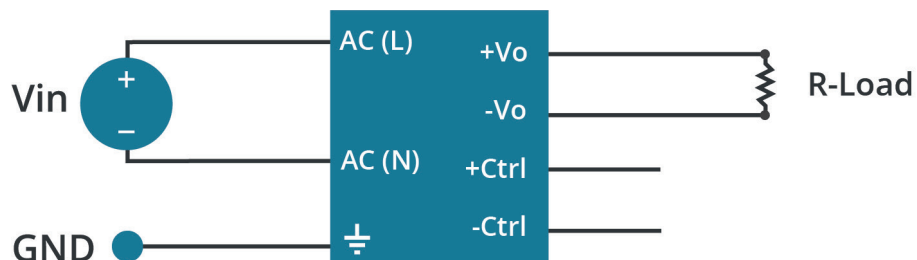 AC (L)
+Vo
Vin
+
−
R-Load
-Vo
AC (N)
+Ctrl
-Ctrl
GND